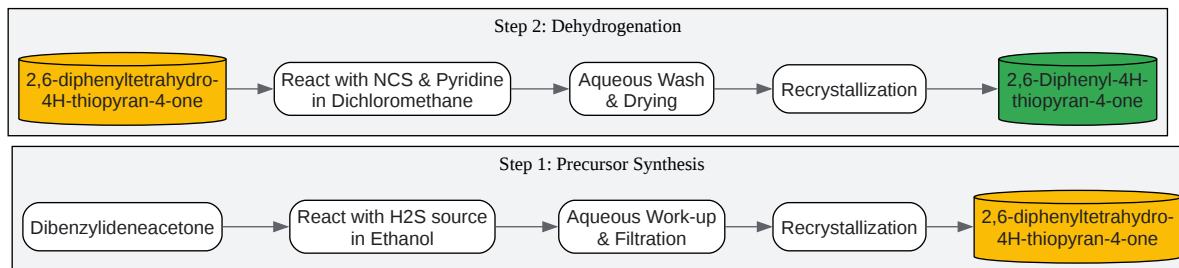 Step 2: Dehydrogenation
2,6-diphenyltetrahydro-
4H-thiopyran-4-one
React with NCS & Pyridine
in Dichloromethane
Aqueous Wash
& Drying
Recrystallization
2,6-Diphenyl-4H-
thiopyran-4-one
Step 1: Precursor Synthesis
Dibenzylideneacetone
React with H2S source
in Ethanol
Aqueous Work-up
& Filtration
Recrystallization
2,6-diphenyltetrahydro-
4H-thiopyran-4-one